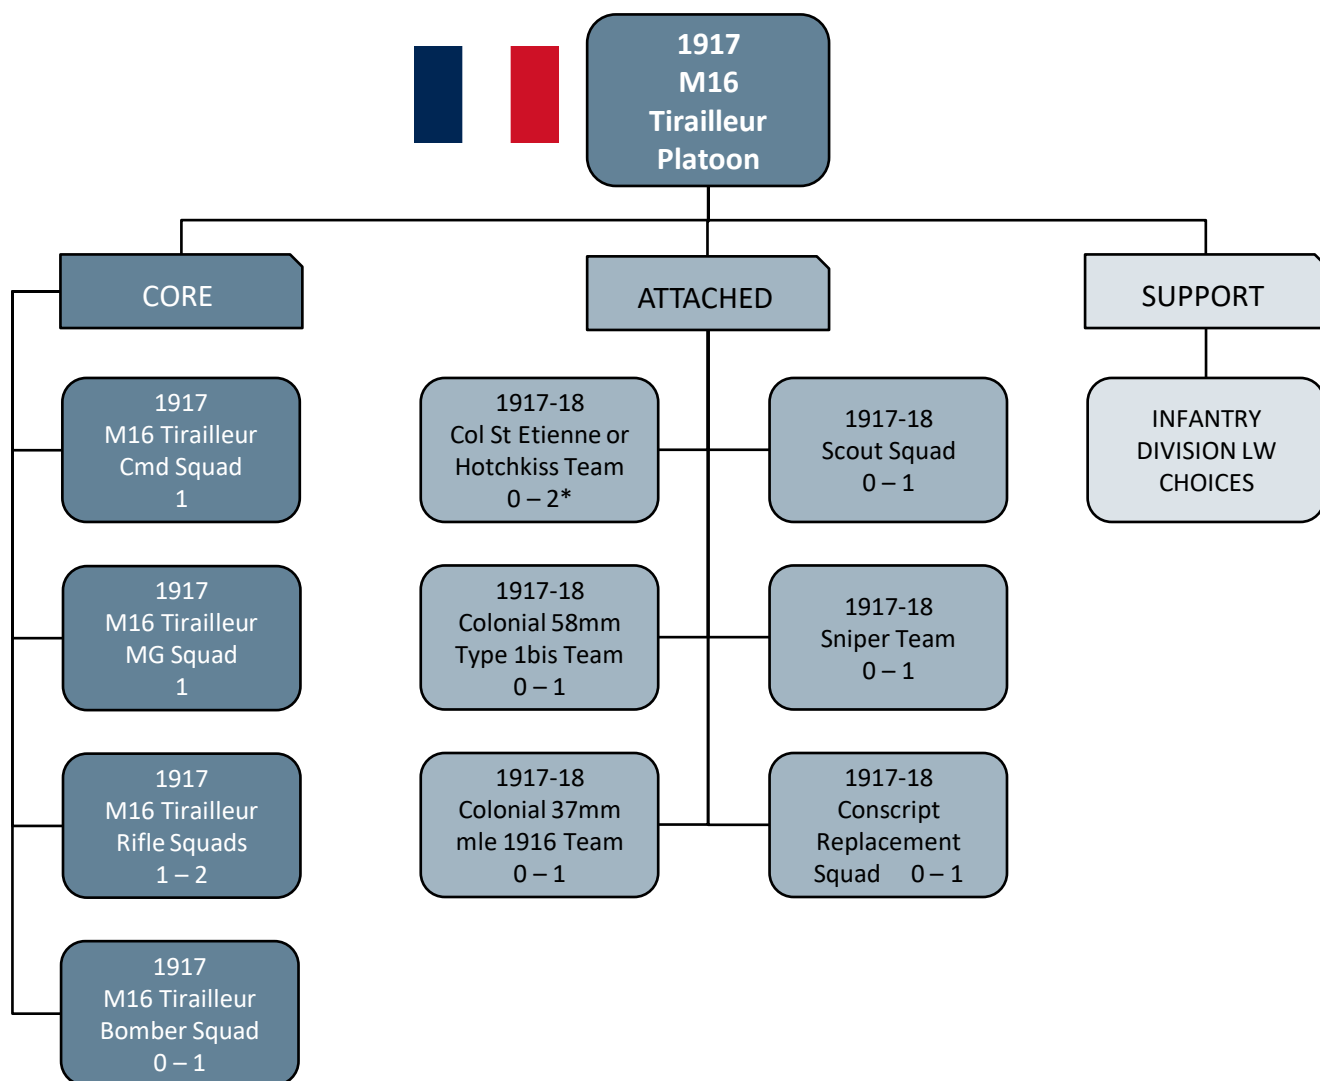 1917
M16
Tirailleur
Platoon
CORE
ATTACHED
SUPPORT
1917
M16 Tirailleur
Cmd Squad
1
1917
M16 Tirailleur
MG Squad
1
1917
M16 Tirailleur
Rifle Squads
1 – 2
1917
M16 Tirailleur
Bomber Squad
0 – 1
1917-18
Col St Etienne or
Hotchkiss Team
0 – 2*
1917-18
Colonial 58mm
Type 1bis Team
0 – 1
1917-18
Colonial 37mm
mle 1916 Team
0 – 1
1917-18
Scout Squad
0 – 1
1917-18
Sniper Team
0 – 1
1917-18
Conscript
Replacement
Squad 0 – 1
INFANTRY
DIVISION LW
CHOICES